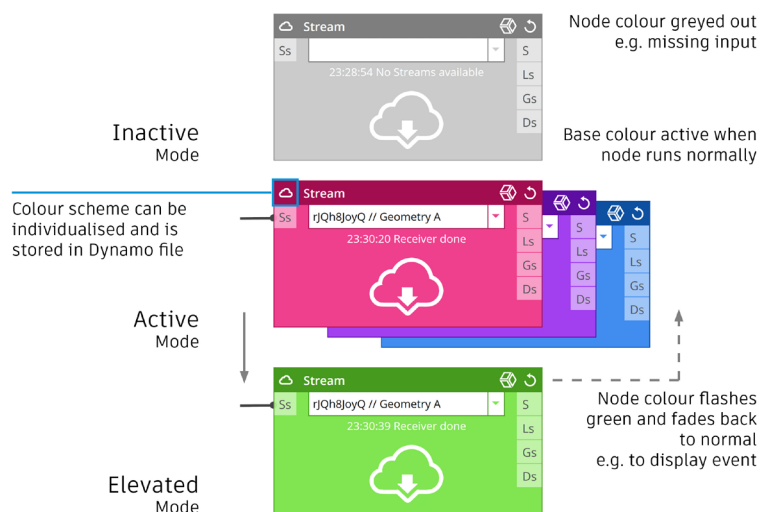 Stream
Ss
23:28:54 No Streams available
S
Ls
Gs
Ds
Node colour greyed out
e.g. missing input
Inactive
Mode
Base colour active when
node runs normally
Colour scheme can be
individualised and is
stored in Dynamo file
Stream
Ss
rJQh8JoyQ // Geometry A
23:30:20 Receiver done
S
Ls
Gs
Ds
S
Ls
Gs
Ds
S
Ls
Gs
Ds
Active
Mode
Stream
Ss
rJQh8JoyQ // Geometry A
23:30:39 Receiver done
S
Ls
Gs
Ds
Node colour flashes
green and fades back
to normal
e.g. to display event
Elevated
Mode